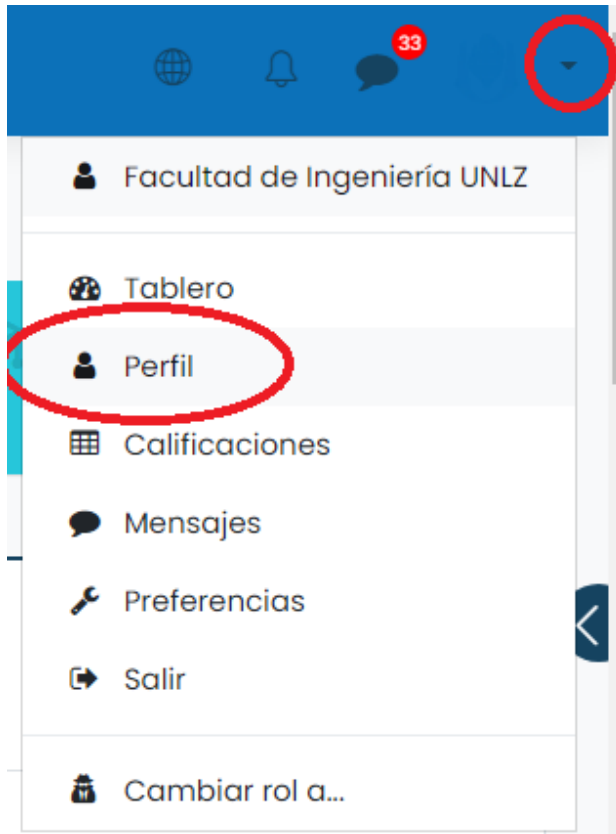 33
Facultad de Ingeniería UNLZ
Tablero
Perfil
Calificaciones
Mensajes
Preferencias
Salir
Cambiar rol a...